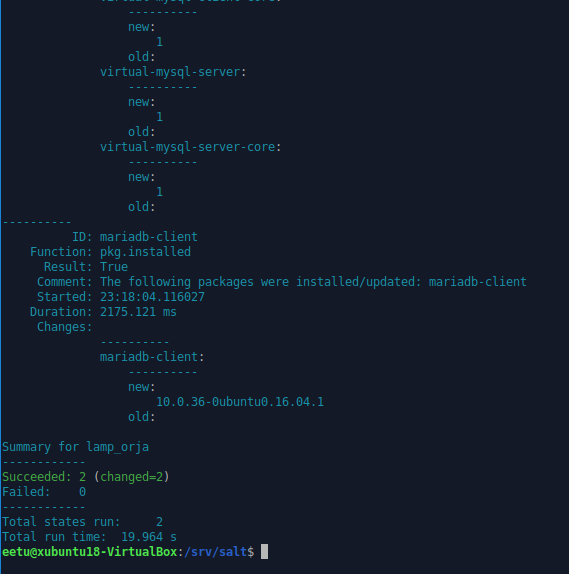 virtual-mysql-client-core:
----------
new:
1
old:
virtual-mysql-server:
----------
new:
1
old:
virtual-mysql-server-core:
----------
new:
1
old:
----------
ID: mariadb-client
Function: pkg.installed
Result: True
Comment: The following packages were installed/updated: mariadb-client
Started: 23:18:04.116027
Duration: 2175.121 ms
Changes:
----------
mariadb-client:
----------
new:
10.0.36-0ubuntu0.16.04.1
old:
Summary for lamp_orja
------------
Succeeded: 2 (changed=2)
Failed:    0
------------
Total states run:     2
Total run time:  19.964 s
eetu@xubuntu18-VirtualBox:/srv/salt$